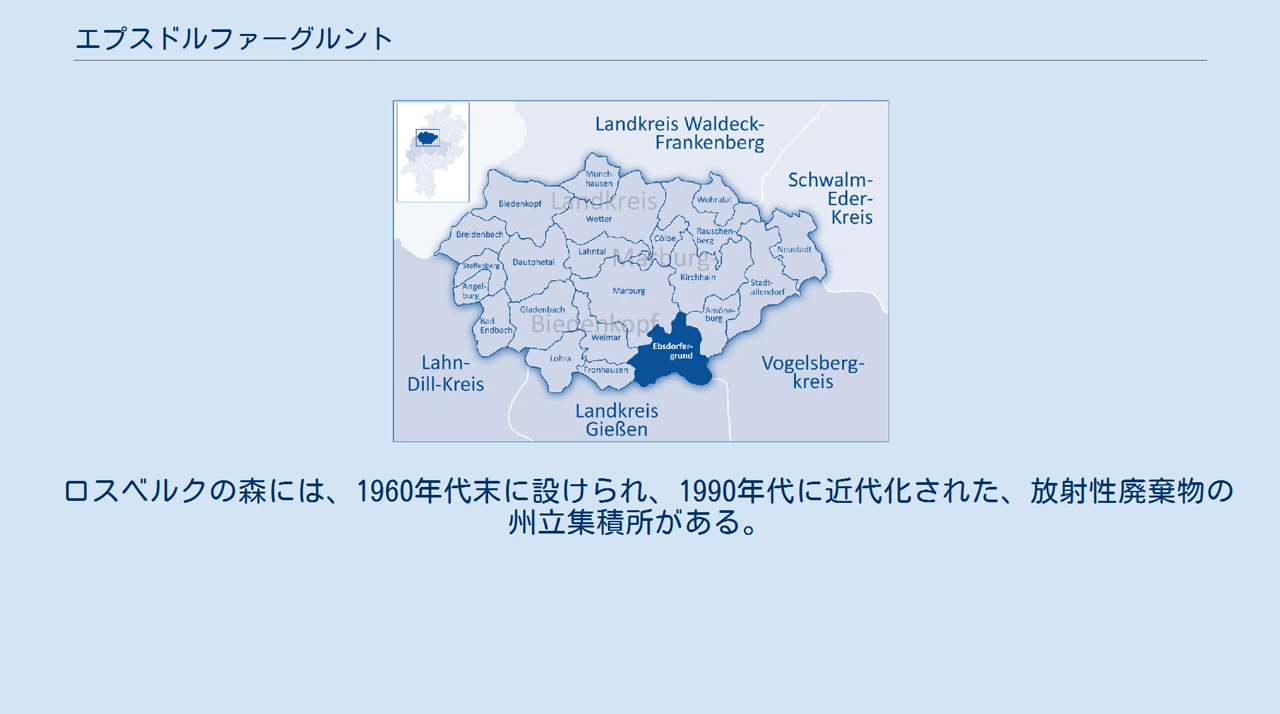 エプスドルファーグルント
Landkreis Waldeck-
Frankenberg
Schwalm-
Eder-
Kreis
Münch-
hausen
Biedenkopf
Landkreis
Wohratal
Wetter
Breidenbach
Cölbe
Rauschen-
berg
Neustadt
Lahntal
Marburg-
Steffenberg
Dautphetal
Kirchhain
Angel-
burg
Marburg
Stadt-
allendorf
Gladenbach
Amöne-
burg
Bad
Endbach
Biedenkopf
Weimar
Ebsdorfer-
grund
Lohra
Fronhausen
Lahn-
Dill-Kreis
Vogelsberg-
kreis
Landkreis
Gießen
ロスベルクの森には、1960年代末に設けられ、1990年代に近代化された、放射性廃棄物の
州立集積所がある。